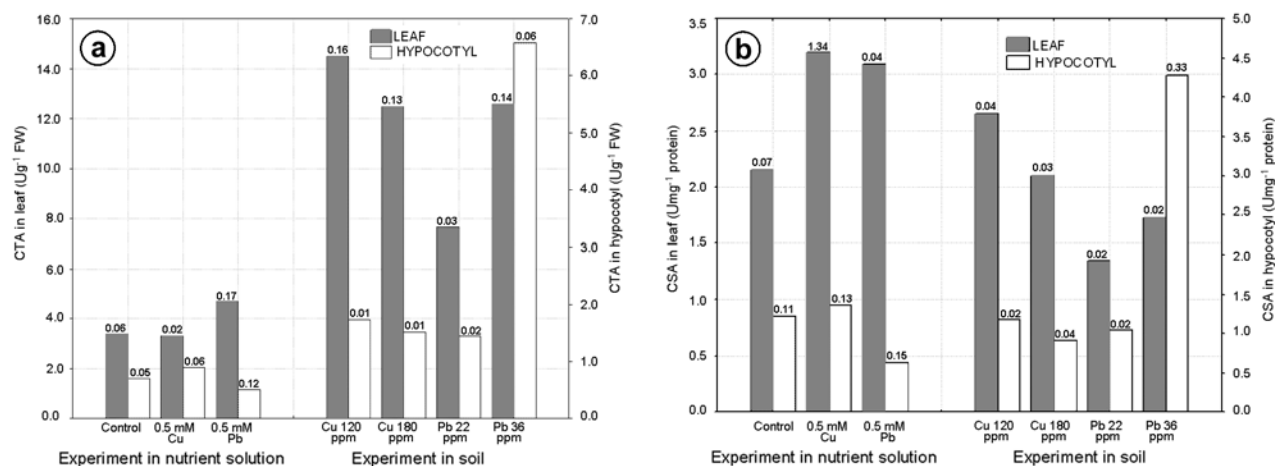 a
16.0
14.0
12.0
10.0
8.0
6.0
4.0
2.0
0.0
CTA in leaf (Ug-1 FW)
LEAF
HYPOCOTYL
0.06
0.05
0.02
0.06
0.17
0.12
0.16
0.01
0.13
0.01
0.03
0.02
0.14
0.06
7.0
6.0
5.0
4.0
3.0
2.0
1.0
0.0
CTA in hypocotyl (Ug-1 FW)
Control
0.5 mM
Cu
0.5 mM
Pb
Cu 120
ppm
Cu 180
ppm
Pb 22
ppm
Pb 36
ppm
Experiment in nutrient solution
Experiment in soil
b
3.5
3.0
2.5
2.0
1.5
1.0
0.5
0.0
CSA in leaf (Umg-1 protein)
LEAF
HYPOCOTYL
0.07
0.11
1.34
0.13
0.04
0.15
0.04
0.02
0.03
0.04
0.02
0.02
0.02
0.33
5.0
4.5
4.0
3.5
3.0
2.5
2.0
1.5
1.0
0.5
0.0
CSA in hypocotyl (Umg-1 protein)
Control
0.5 mM
Cu
0.5 mM
Pb
Cu 120
ppm
Cu 180
ppm
Pb 22
ppm
Pb 36
ppm
Experiment in nutrient solution
Experiment in soil